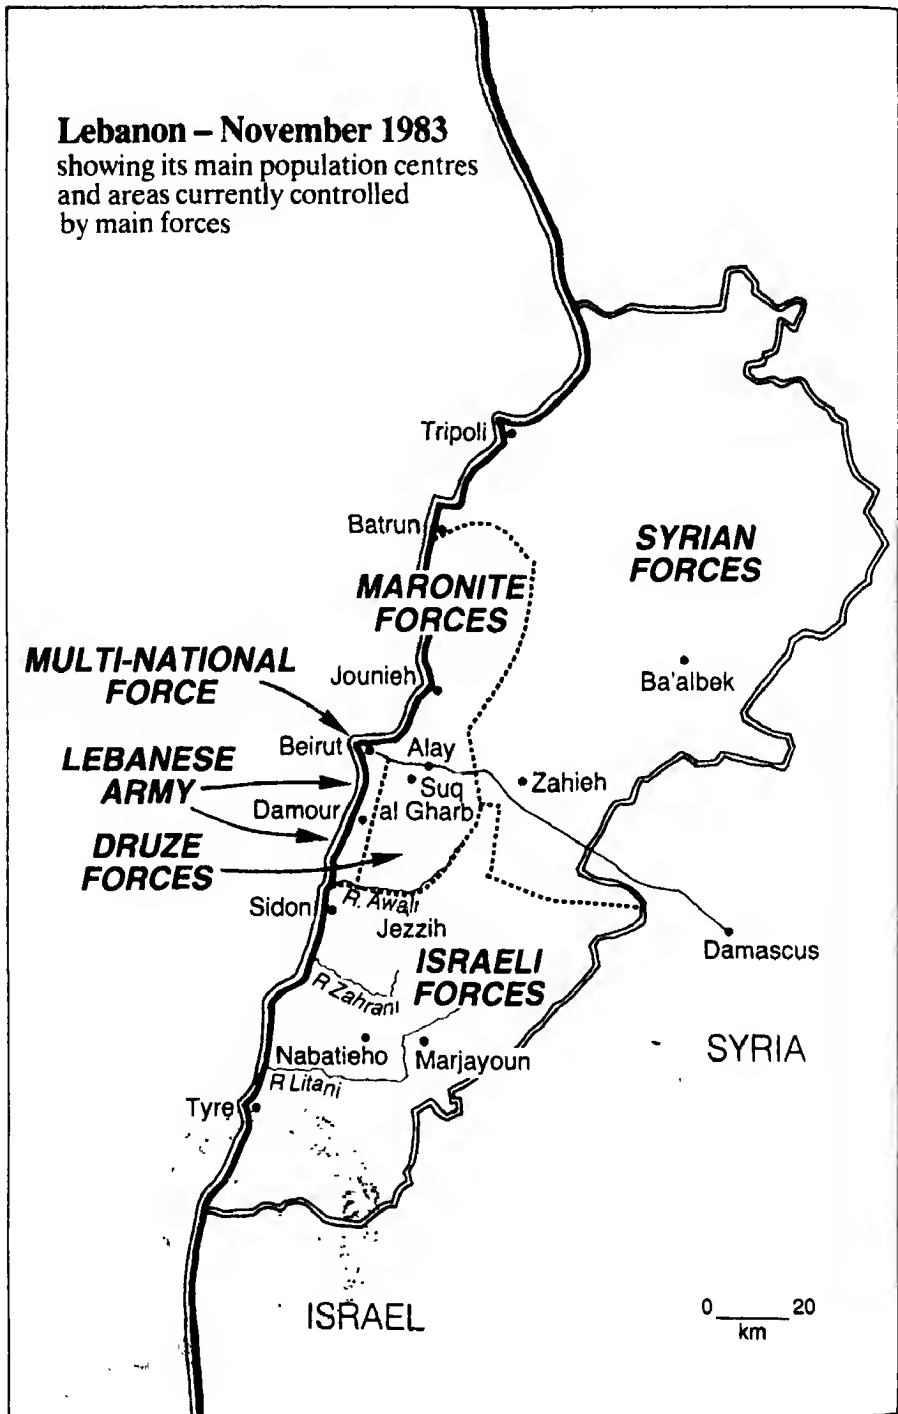 Lebanon – November 1983
showing its main population centres
and areas currently controlled
by main forces
Tripoli
Batrun
SYRIAN
FORCES
MARONITE
FORCES
MULTI-NATIONAL
FORCE
Jounieh
Ba'albek
Beirut
Alay
LEBANESE
ARMY
Suq
al Gharb
Zahieh
Damour
DRUZE
FORCES
R. Awali
Sidon
Jezzih
Damascus
ISRAELI
FORCES
R Zahrani
SYRIA
Nabatieho
Marjayoun
R Litani
Tyre
ISRAEL
0 20
km